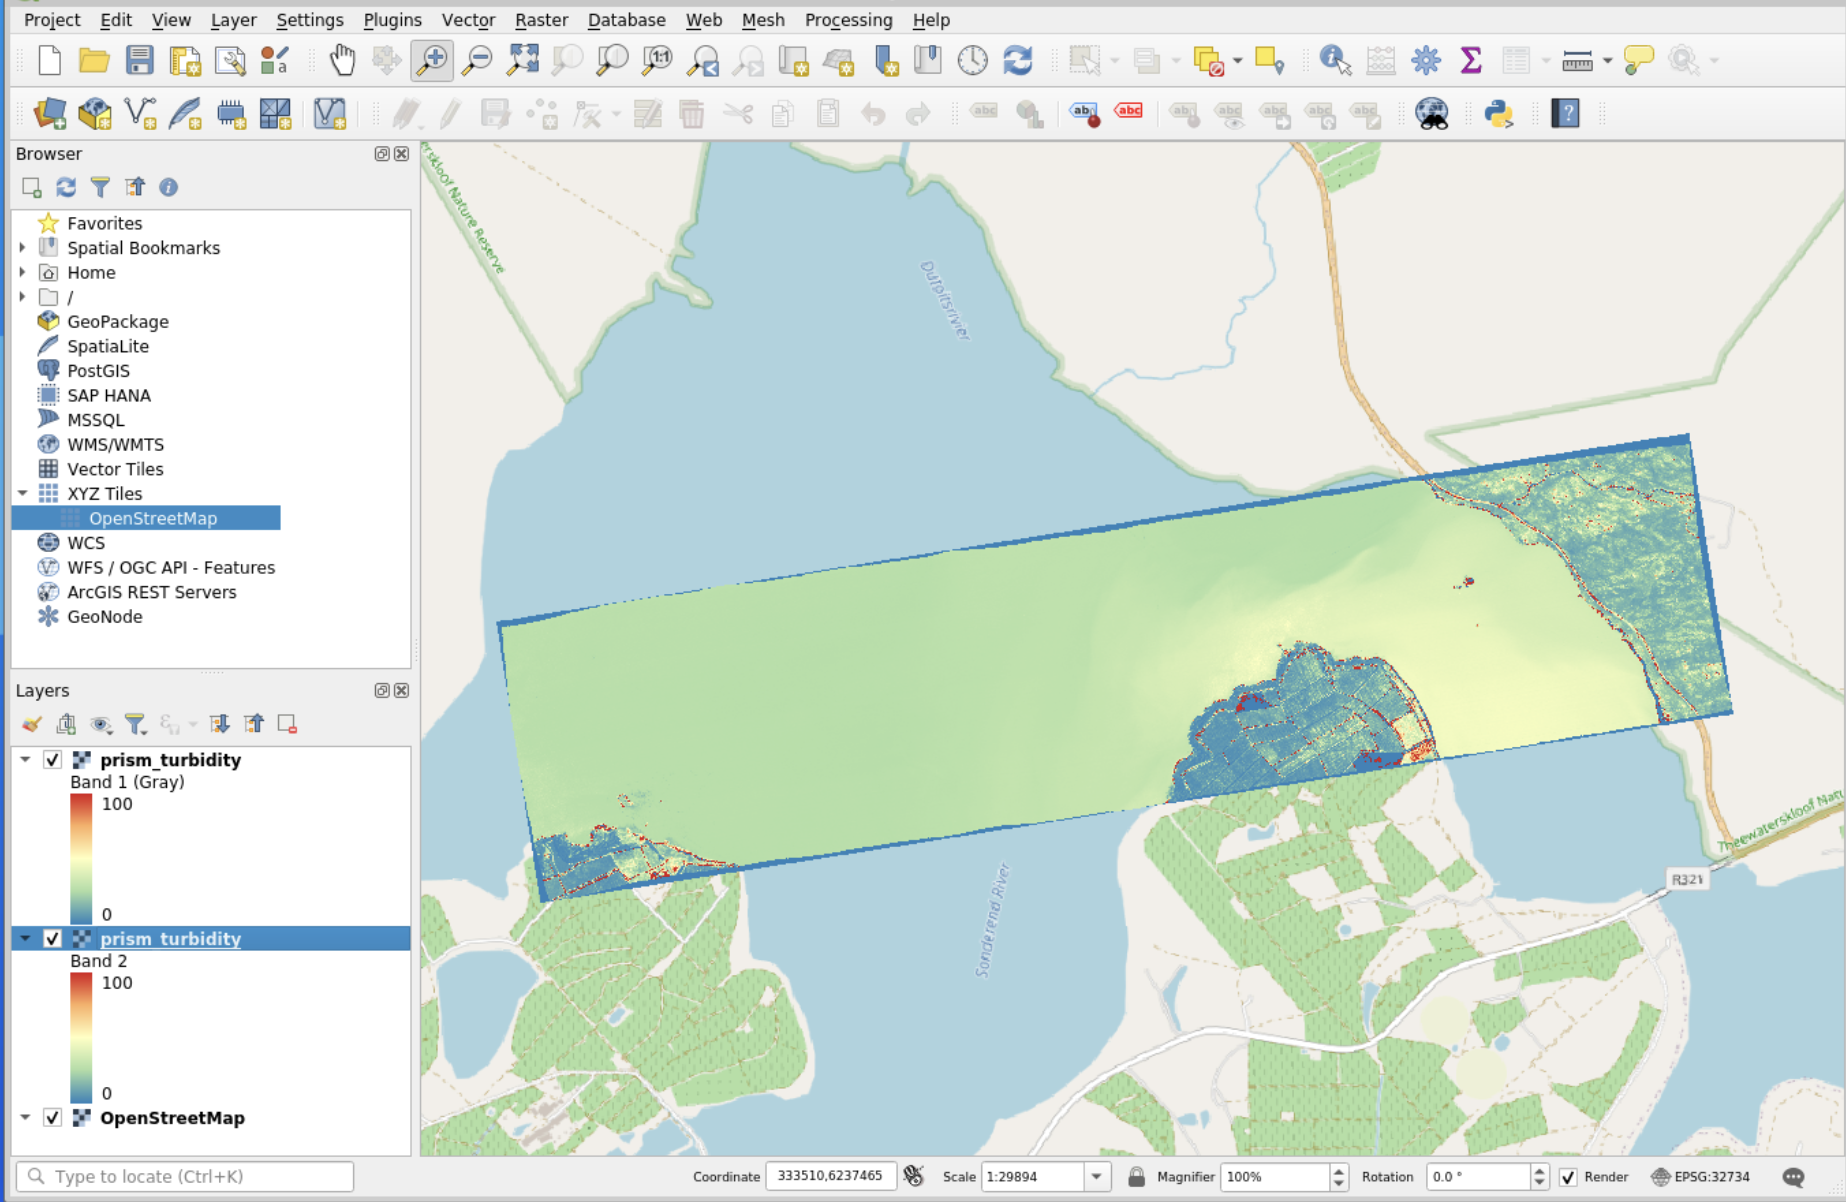 Project Edit View Layer Settings Plugins Vector Raster Database Web Mesh Processing Help
Browser
Favorites
Spatial Bookmarks
Home
/
GeoPackage
SpatiaLite
PostGIS
SAP HANA
MSSQL
WMS/WMTS
Vector Tiles
XYZ Tiles
OpenStreetMap
WCS
WFS / OGC API - Features
ArcGIS REST Servers
GeoNode
Layers
prism_turbidity
Band 1 (Gray)
100
0
prism_turbidity
Band 2
100
0
OpenStreetMap
erskloof Nature Reserve
Dutoitsrivier
Sonderend River
R321
Theewaterskloof Natu
Type to locate (Ctrl+K)
Coordinate 333510,6237465 Scale 1:29894 Magnifier 100% Rotation 0.0 ° Render EPSG:32734